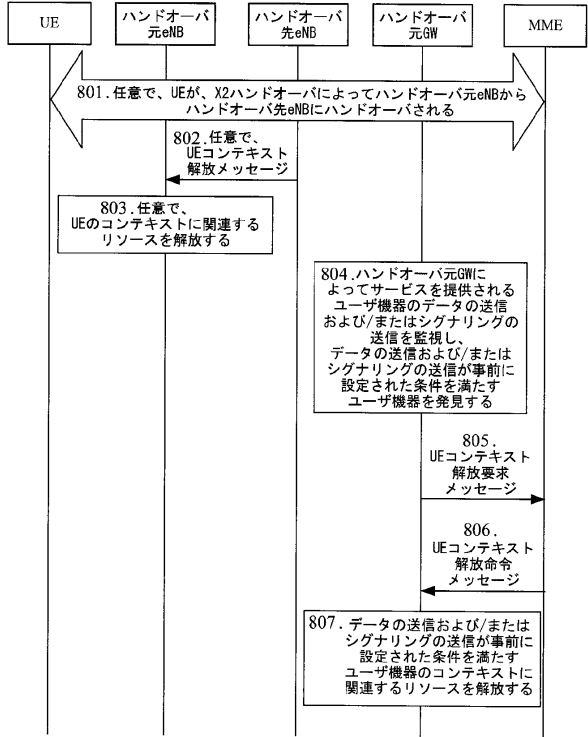 UE
ハンドオーバ
元eNB
ハンドオーバ
先eNB
ハンドオーバ
元GW
MME
801.任意で、UEが、X2ハンドオーバによってハンドオーバ元eNBから
ハンドオーバ先eNBにハンドオーバされる
802.任意で、
UEコンテキスト
解放メッセージ
803.任意で、
UEのコンテキストに関連する
リソースを解放する
804.ハンドオーバ元GWに
よってサービスを提供される
ユーザ機器のデータの送信
および/またはシグナリングの
送信を監視し、
データの送信および/または
シグナリングの送信が事前に
設定された条件を満たす
ユーザ機器を発見する
805.
UEコンテキスト
解放要求
メッセージ
806.
UEコンテキスト
解放命令
メッセージ
807.データの送信および/または
シグナリングの送信が事前に
設定された条件を満たす
ユーザ機器のコンテキストに
関連するリソースを解放する